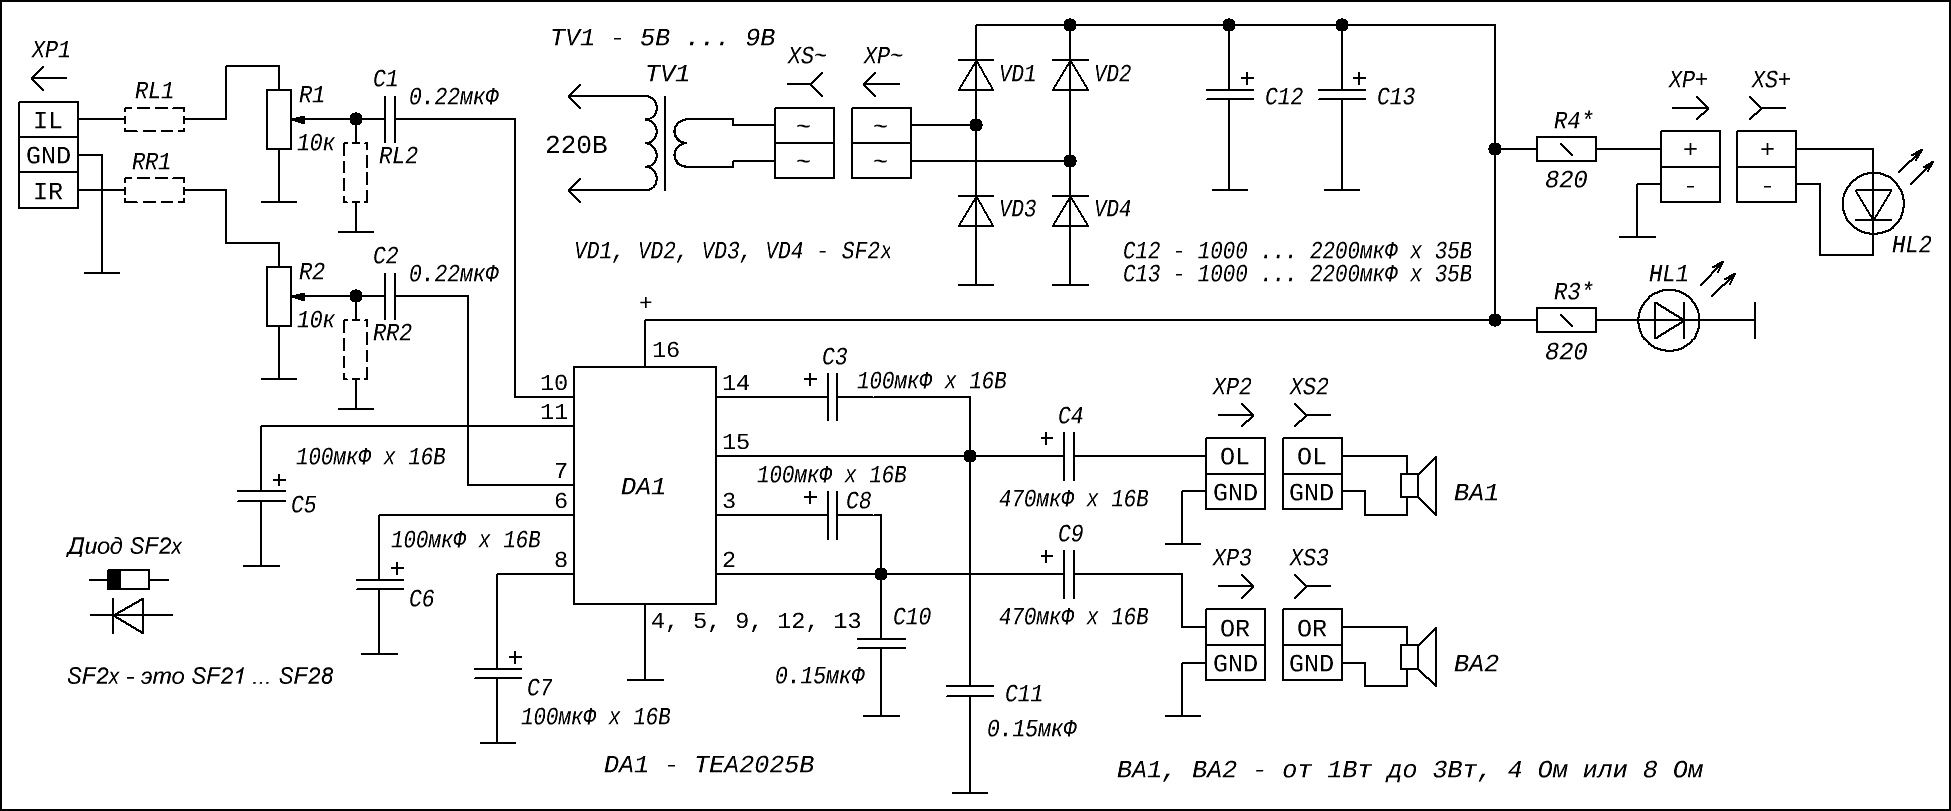 TV1 - 5В ... 9В
XP1
XS~
XP~
TV1
VD1
VD2
XP+
XS+
RL1
R1
C1
0.22мкФ
C12
C13
R4*
IL
220В
~
~
+
+
10к
RL2
~
~
-
-
GND
RR1
820
IR
VD3
VD4
HL2
C2
VD1, VD2, VD3, VD4 - SF2x
C12 - 1000 ... 2200мкФ x 35В
C13 - 1000 ... 2200мкФ x 35В
R2
0.22мкФ
HL1
R3*
10к
RR2
+
16
820
10
14
+
C3
100мкФ x 16В
XP2
XS2
11
15
+
C4
100мкФ x 16В
OL
OL
7
100мкФ x 16В
+
C5
DA1
6
3
+
C8
470мкФ x 16В
GND
GND
BA1
100мкФ x 16В
C9
Диод SF2x
8
2
+
XP3
XS3
+
C6
4, 5, 9, 12, 13
C10
470мкФ x 16В
OR
OR
+
GND
GND
BA2
SF2x - это SF21 ... SF28
C7
0.15мкФ
C11
100мкФ x 16В
0.15мкФ
DA1 - TEA2025B
BA1, BA2 - от 1Вт до 3Вт, 4 Ом или 8 Ом